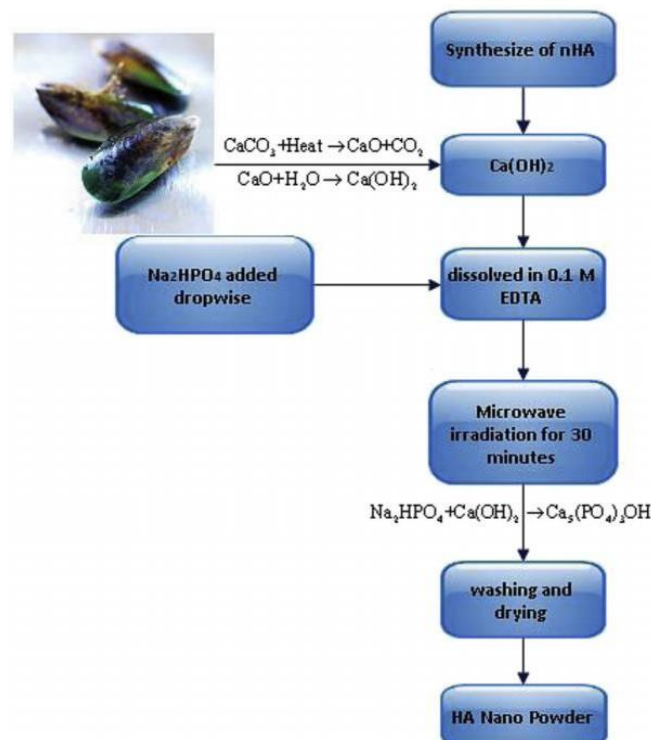 Synthesize of nHA
CaCO₃+Heat → CaO+CO₂
CaO+H₂O → Ca(OH)₂
Ca(OH)₂
Na₂HPO₄ added
dropwise
dissolved in 0.1 M
EDTA
Microwave
irradiation for 30
minutes
Na₂HPO₄+Ca(OH)₂ → Ca₅(PO₄)₃OH
washing and
drying
HA Nano Powder